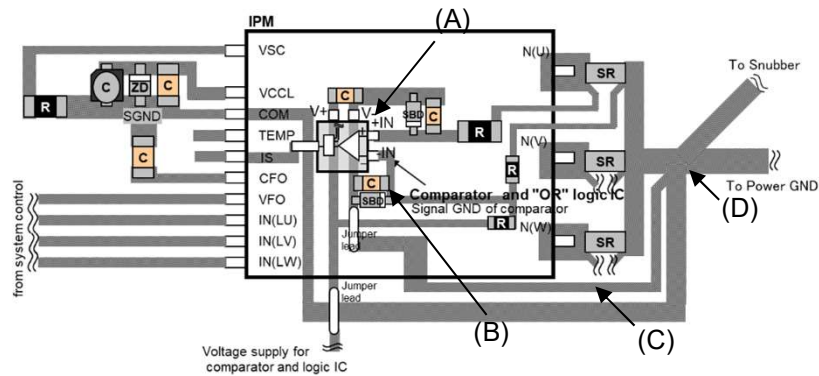 IPM
(A)
VSC
N(U)
SR
To Snubber
C
ZD
C
VCCL
R
SGND
COM
C
V+
V-
+IN
SBD
C
R
TEMP
IS
-IN
N(V)
SR
To Power GND
C
CFO
C
SBD
R
Comparator and "OR" logic IC
Signal GND of comparator
(D)
from system control
VFO
IN(LU)
IN(LV)
IN(LW)
R
N(W)
SR
Jumper
lead
Jumper
lead
(B)
(C)
Voltage supply for
comparator and logic IC